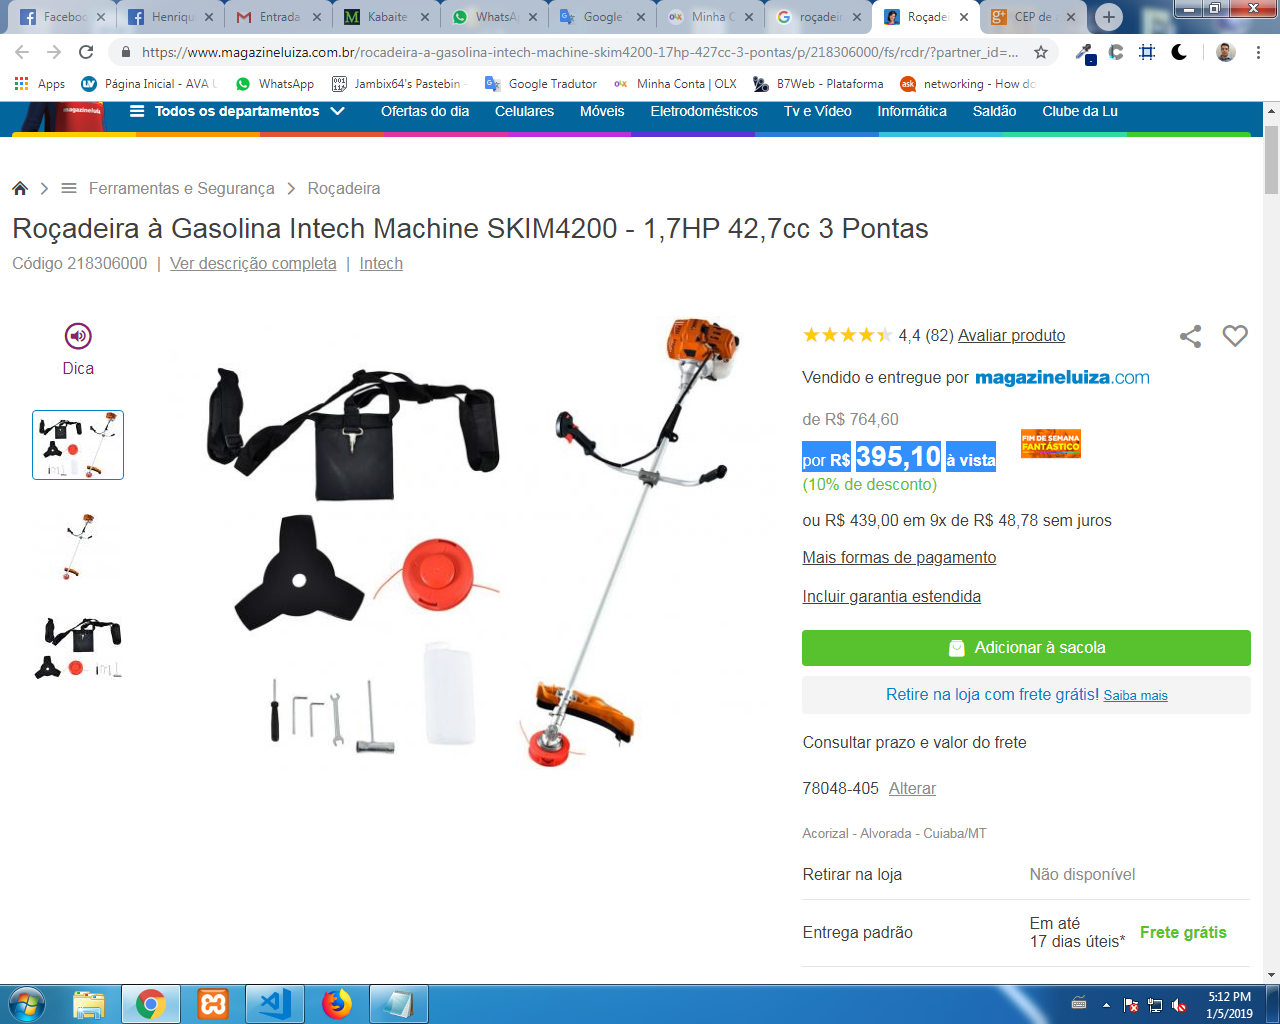 Faceboo
Henriqu
Entrada
Kabaite
WhatsA
Google
Minha C
roçadeir
Roçadei
CEP de
https://www.magazineluiza.com.br/rocadeira-a-gasolina-intech-machine-skim4200-17hp-427cc-3-pontas/p/218306000/fs/rcdr/?partner_id=...
Apps
Página Inicial - AVA U
WhatsApp
Jambix64's Pastebin -
Google Tradutor
Minha Conta | OLX
B7Web - Plataforma
networking - How do
magazineluiz
Todos os departamentos
Ofertas do dia
Celulares
Móveis
Eletrodomésticos
Tv e Vídeo
Informática
Saldão
Clube da Lu
Ferramentas e Segurança
Roçadeira
Roçadeira à Gasolina Intech Machine SKIM4200 - 1,7HP 42,7cc 3 Pontas
Código 218306000 | Ver descrição completa | Intech
Dica
4,4 (82) Avaliar produto
Vendido e entregue por magazineluiza.com
de R$ 764,60
por R$ 395,10 à vista
FIM DE SEMANA
FANTÁSTICO
(10% de desconto)
ou R$ 439,00 em 9x de R$ 48,78 sem juros
Mais formas de pagamento
Incluir garantia estendida
Adicionar à sacola
Retire na loja com frete grátis! Saiba mais
Consultar prazo e valor do frete
78048-405 Alterar
Acorizal - Alvorada - Cuiaba/MT
Retirar na loja
Não disponível
Entrega padrão
Em até
17 dias úteis*
Frete grátis
5:12 PM
1/5/2019